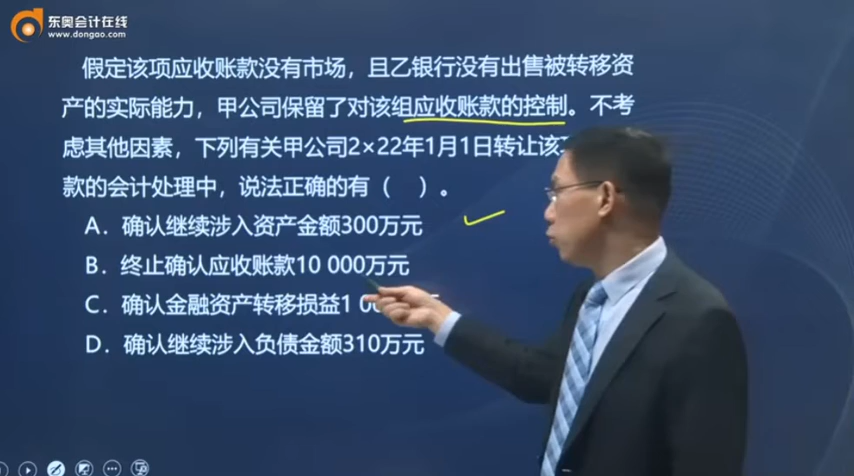 东奥会计在线
www.dongao.com
假定该项应收账款没有市场，且乙银行没有出售被转移资
产的实际能力，甲公司保留了对该组应收账款的控制。不考
虑其他因素，下列有关甲公司2×22年1月1日转让该
款的会计处理中，说法正确的有（ ）。
A．确认继续涉入资产金额300万元
B．终止确认应收账款10 000万元
C．确认金融资产转移损益1
D．确认继续涉入负债金额310万元